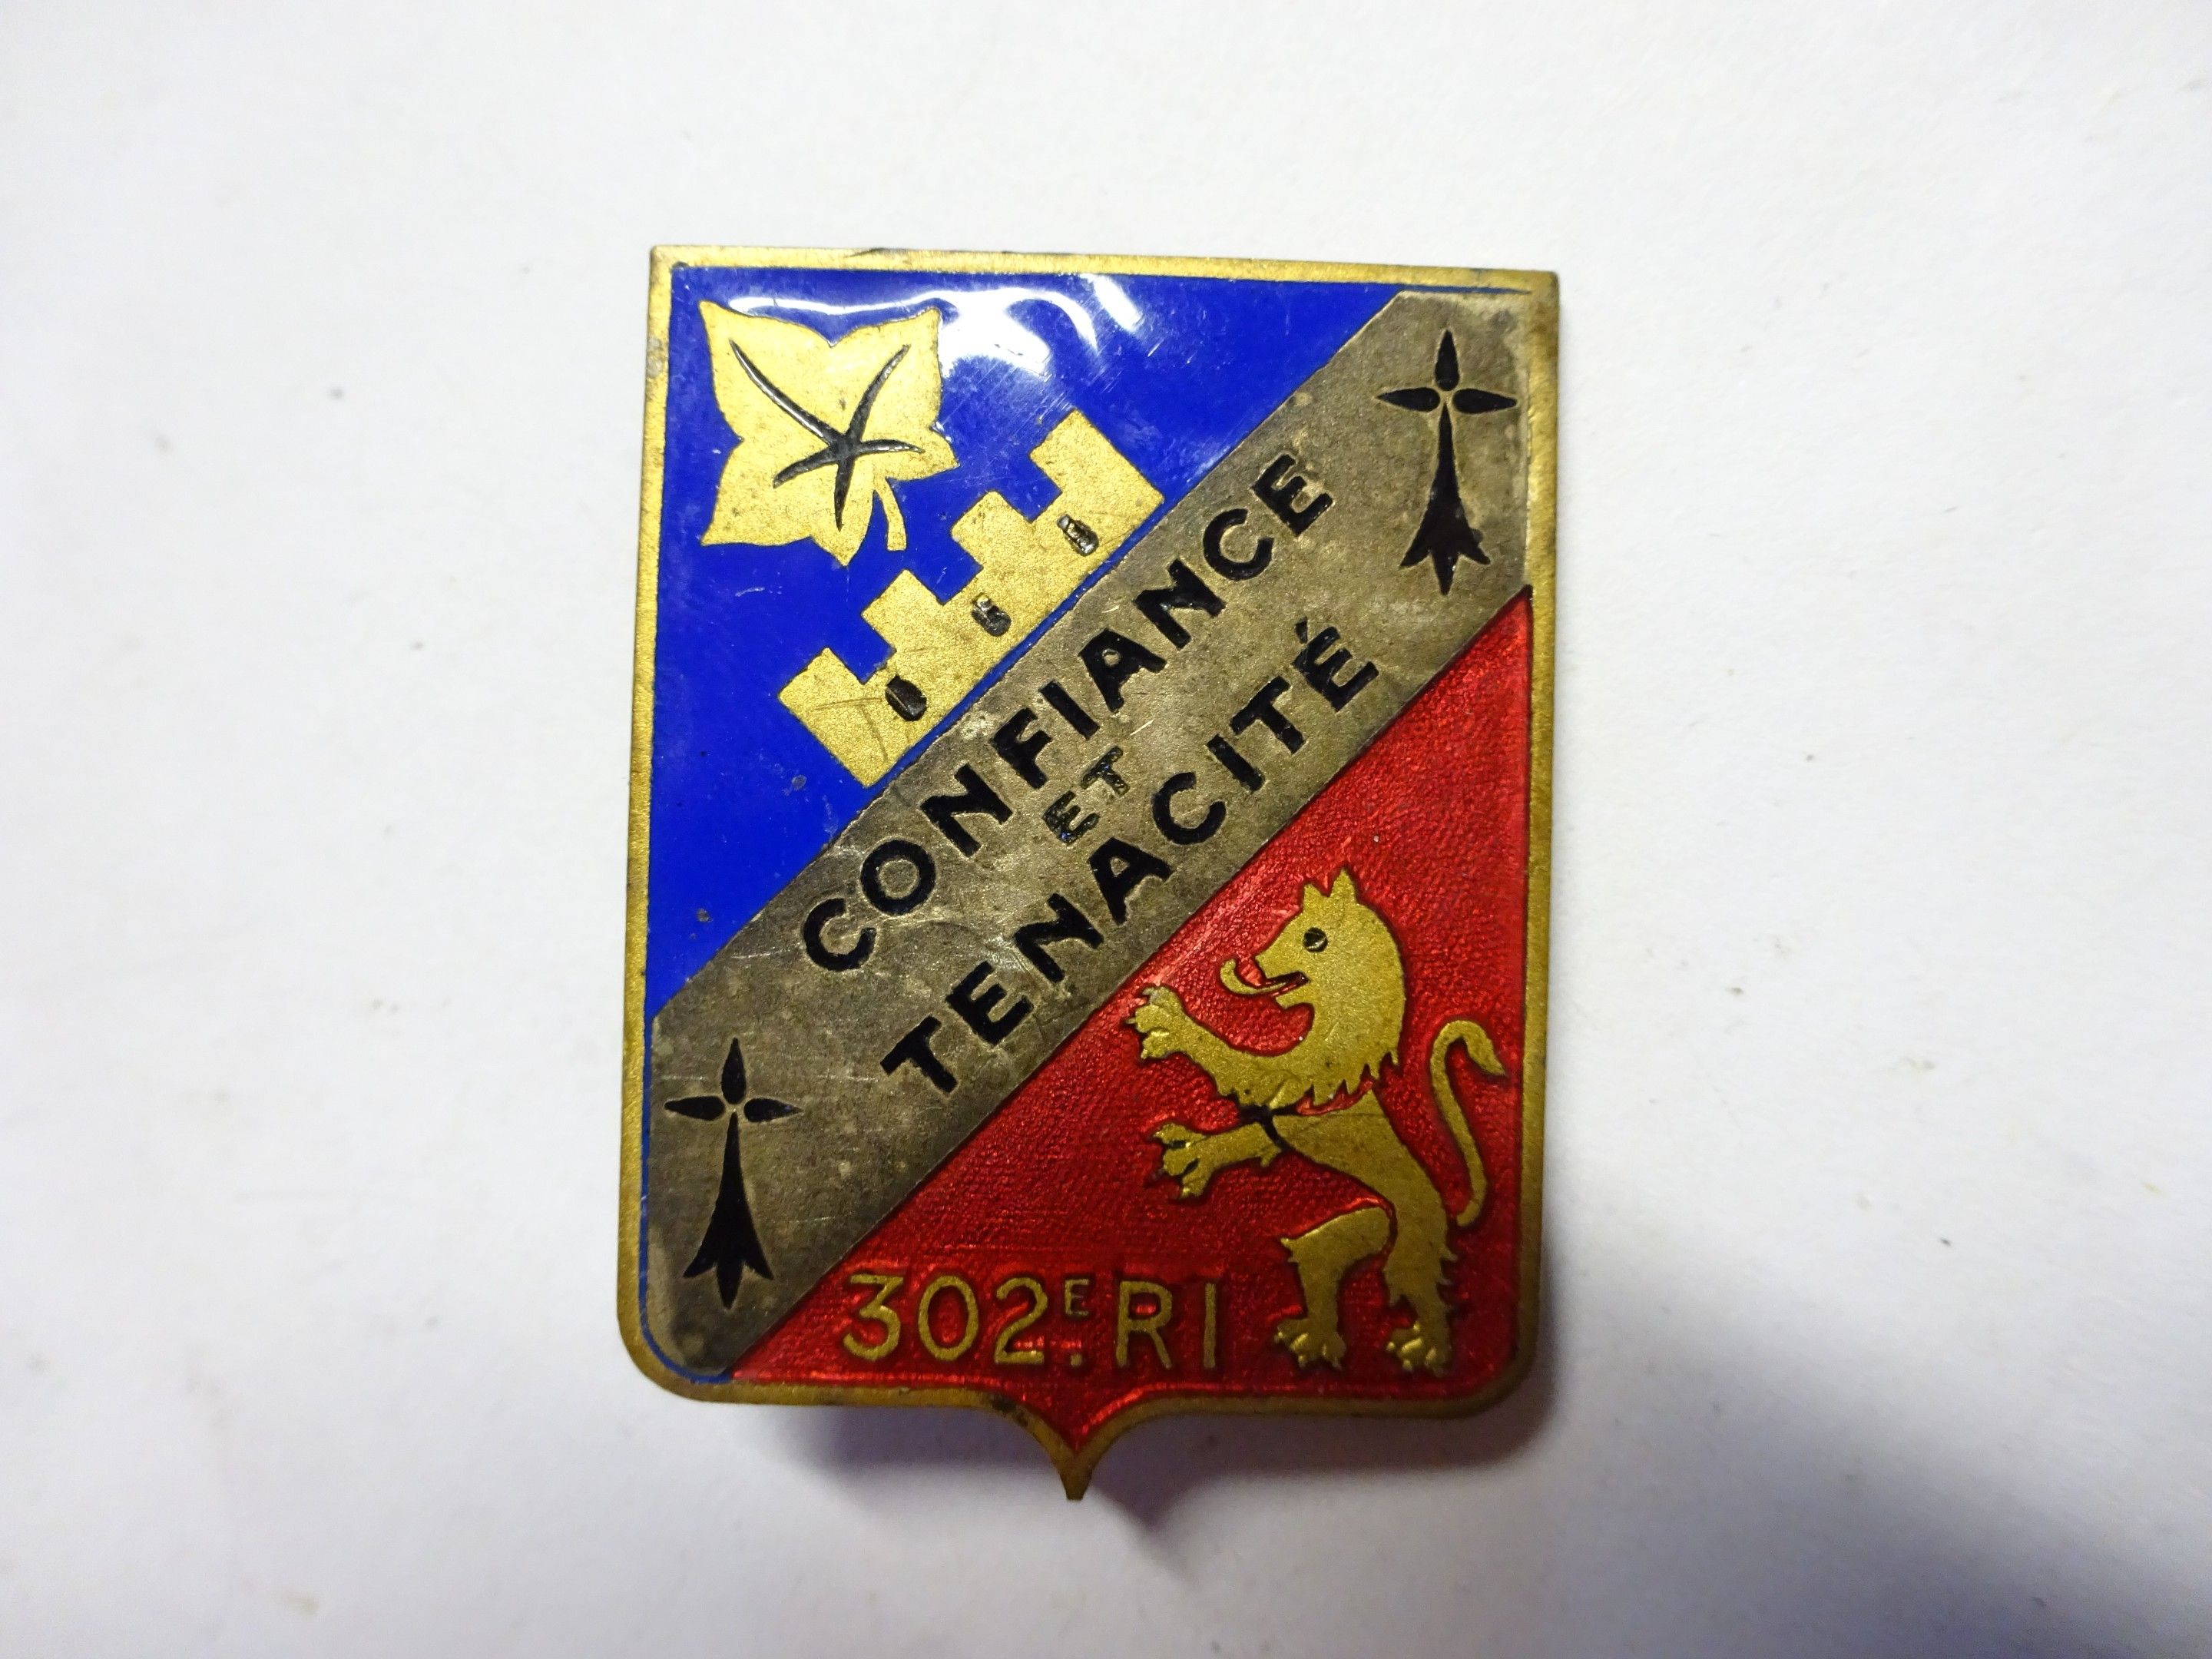 CONFIANCE
ET
TENACITÉ
302E. RI